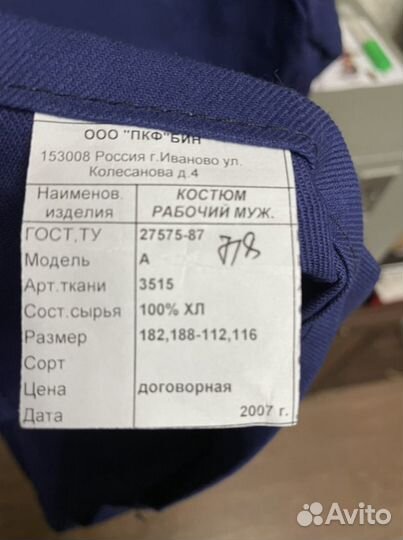 ООО "ПКФ"БИН
153008 Россия г.Иваново ул.
Колесанова д.4
Наименов. изделия КОСТЮМ РАБОЧИЙ МУЖ.
ГОСТ,ТУ 27575-87
Модель А
Арт.ткани 3515
Сост.сырья 100% ХЛ
Размер 182,188-112,116
Сорт
Цена договорная
Дата 2007 г.
Avito